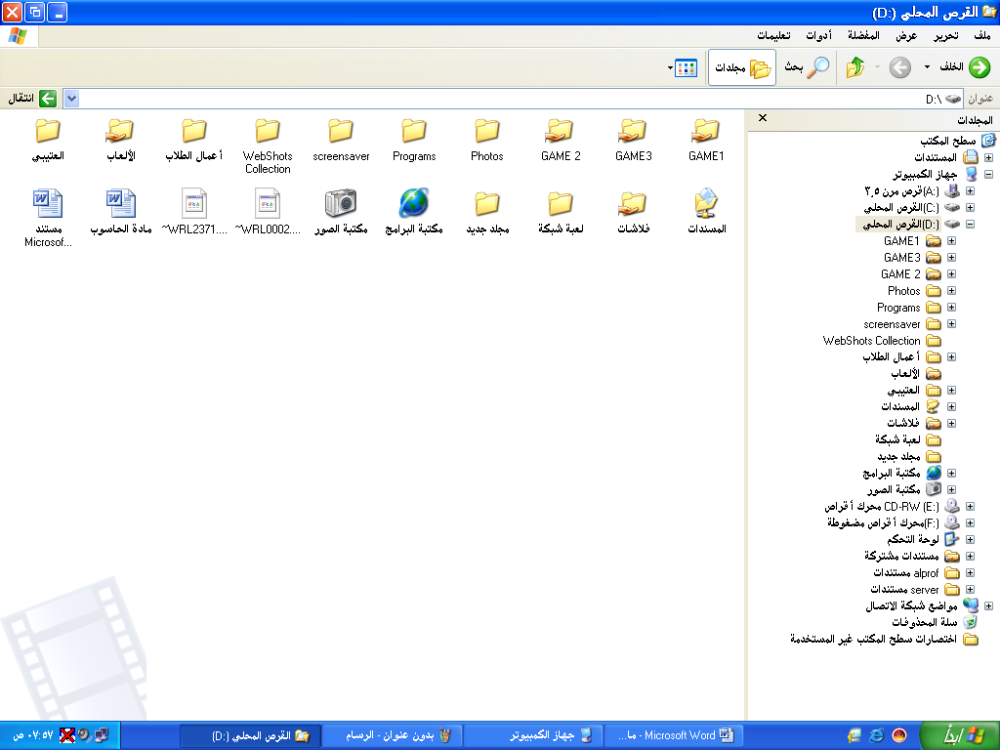 القرص المحلي (D:)
ملف تحرير عرض المفضلة أدوات تعليمات
الخلف بحث مجلدات
عنوان D:\ انتقال
المجلدات
سطح المكتب
المستندات
جهاز الكمبيوتر
(A:)قرص مرن ٣٫٥
(C:)القرص المحلي
(D:)القرص المحلي
GAME1
GAME3
GAME 2
Photos
Programs
screensaver
WebShots Collection
أعمال الطلاب
الألعاب
العتيبي
المسندات
فلاشات
لعبة شبكة
مجلد جديد
مكتبة البرامج
مكتبة الصور
CD-RW (E:) محرك أقراص
(F:)محرك أقراص مضغوطة
لوحة التحكم
مستندات مشتركة
alprof مستندات
server مستندات
مواضع شبكة الاتصال
سلة المحذوفات
اختصارات سطح المكتب غير المستخدمة
GAME1
GAME3
GAME 2
Photos
Programs
screensaver
WebShots
Collection
أعمال الطلاب
الألعاب
العتيبي
المسندات
فلاشات
لعبة شبكة
مجلد جديد
مكتبة البرامج
مكتبة الصور
~WRL0002....
~WRL2371....
مادة الحاسوب
مستند
Microsof...
ابدأ
Microsoft Word - ما...
جهاز الكمبيوتر
بدون عنوان - الرسام
القرص المحلي (D:)
٠٧:٥٧ ص